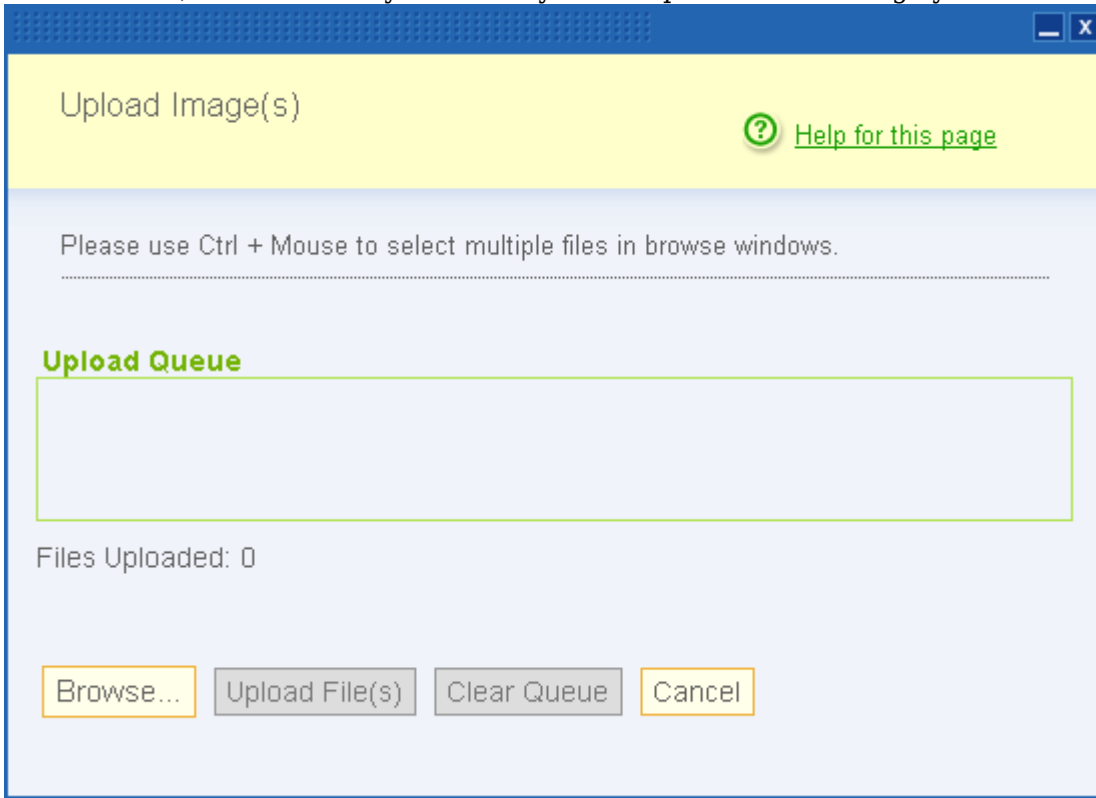 X
Upload Image(s)
Help for this page
Please use Ctrl + Mouse to select multiple files in browse windows.
Upload Queue
Files Uploaded: 0
Browse... Upload File(s) Clear Queue Cancel